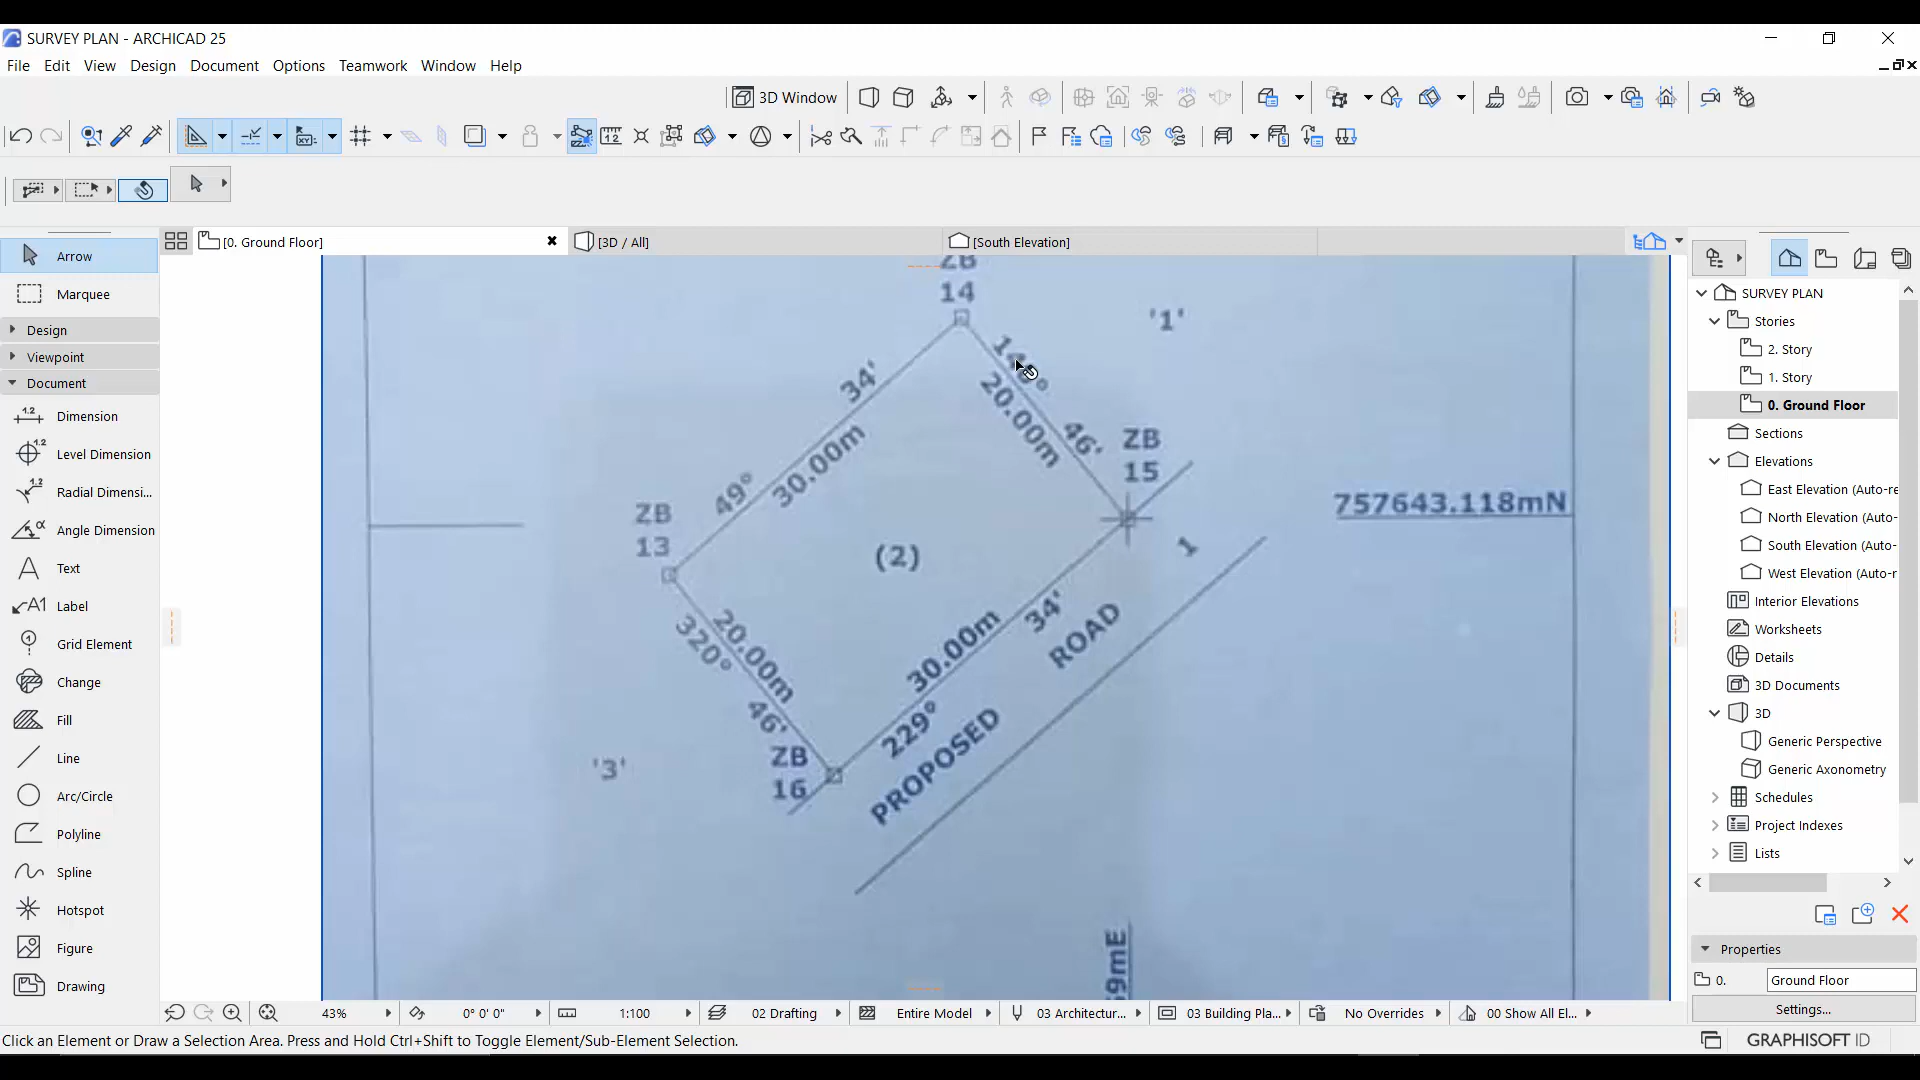 SURVEY PLAN - ARCHICAD 25
File Edit View Design Document Options Teamwork Window Help
3D Window
[0. Ground Floor]
[3D / All]
[South Elevation]
Arrow
Marquee
Design
Viewpoint
Document
Dimension
Level Dimension
Radial Dimensi...
Angle Dimension
Text
Label
Grid Element
Change
Fill
Line
Arc/Circle
Polyline
Spline
Hotspot
Figure
Drawing
ZB
14
'1'
34'
20.00m
46'
ZB
15
49°
30.00m
757643.118mN
ZB
13
(2)
1
20.00m
320°
46'
30.00m
34'
229°
PROPOSED ROAD
ZB
16
'3'
SURVEY PLAN
Stories
2. Story
1. Story
0. Ground Floor
Sections
Elevations
East Elevation (Auto-re
North Elevation (Auto-
South Elevation (Auto-
West Elevation (Auto-r
Interior Elevations
Worksheets
Details
3D Documents
3D
Generic Perspective
Generic Axonometry
Schedules
Project Indexes
Lists
Properties
0. Ground Floor
Settings...
43% 0° 0' 0" 1:100 02 Drafting Entire Model 03 Architectur... 03 Building Pla... No Overrides 00 Show All El...
Click an Element or Draw a Selection Area. Press and Hold Ctrl+Shift to Toggle Element/Sub-Element Selection.
GRAPHISOFT ID